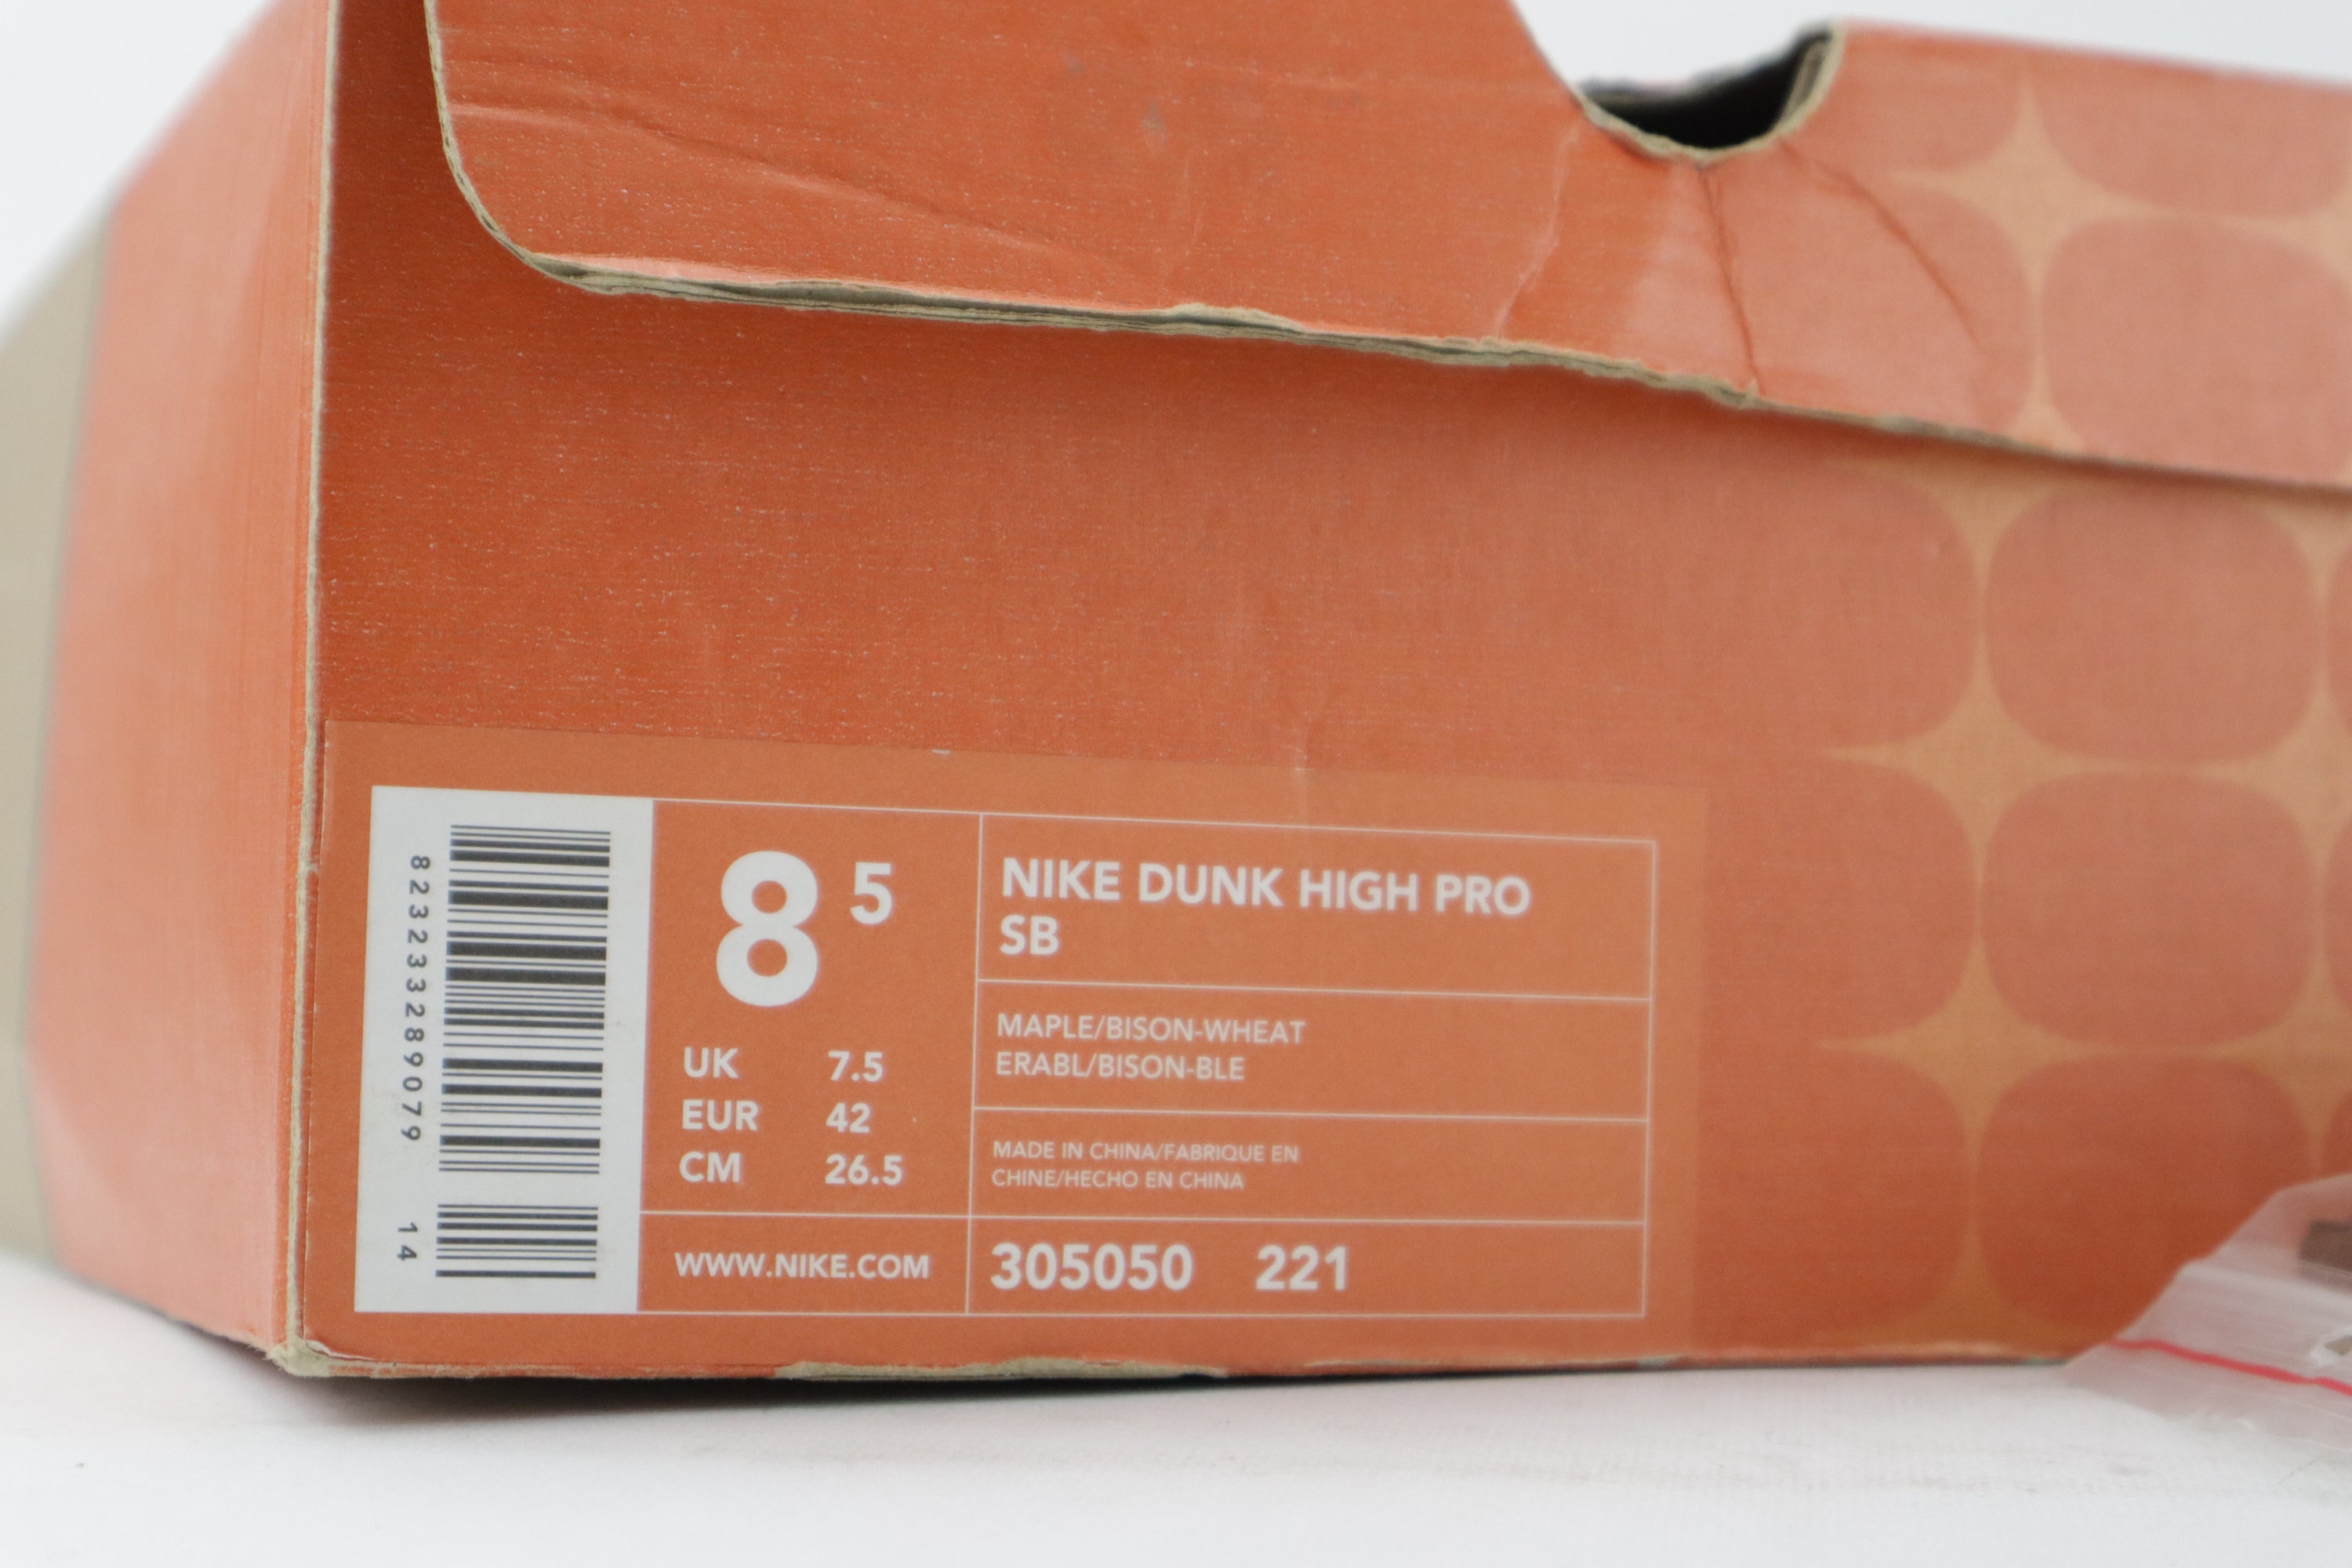 823233289079
14
8 5
UK 7.5
EUR 42
CM 26.5
WWW.NIKE.COM
NIKE DUNK HIGH PRO
SB
MAPLE/BISON-WHEAT
ERABL/BISON-BLE
MADE IN CHINA/FABRIQUE EN
CHINE/HECHO EN CHINA
305050 221